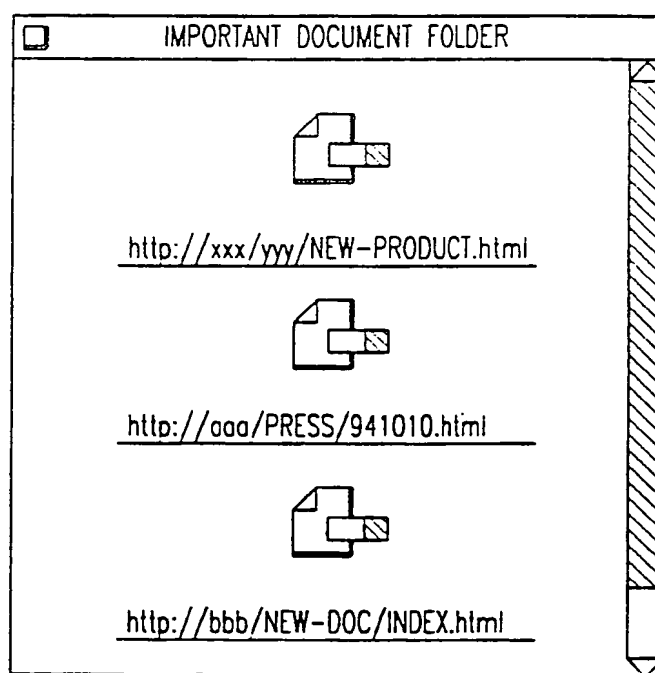 IMPORTANT DOCUMENT FOLDER
http://xxx/yyy/NEW-PRODUCT.html
http://aaa/PRESS/941010.html
http://bbb/NEW-DOC/INDEX.html